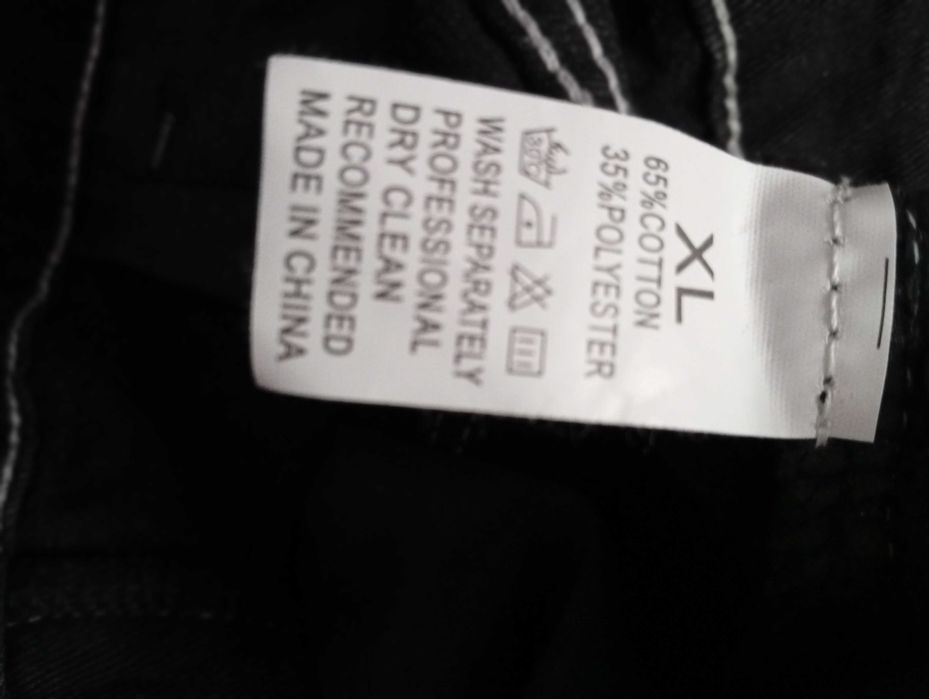 XL
65%COTTON
35%POLYESTER
WASH SEPARATELY
PROFESSIONAL
DRY CLEAN
RECOMMENDED
MADE IN CHINA